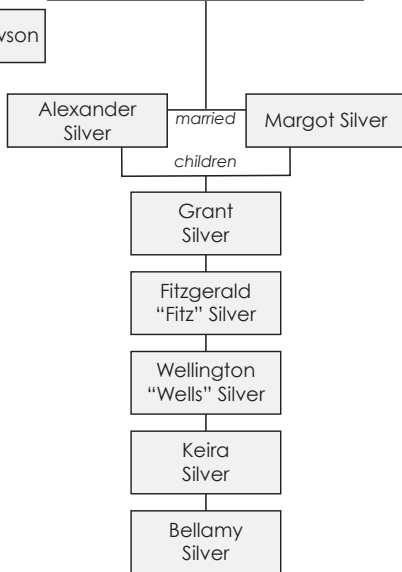 Alexander
Silver
married
Margot Silver
children
Grant
Silver
Fitzgerald
“Fitz” Silver
Wellington
“Wells” Silver
Keira
Silver
Bellamy
Silver